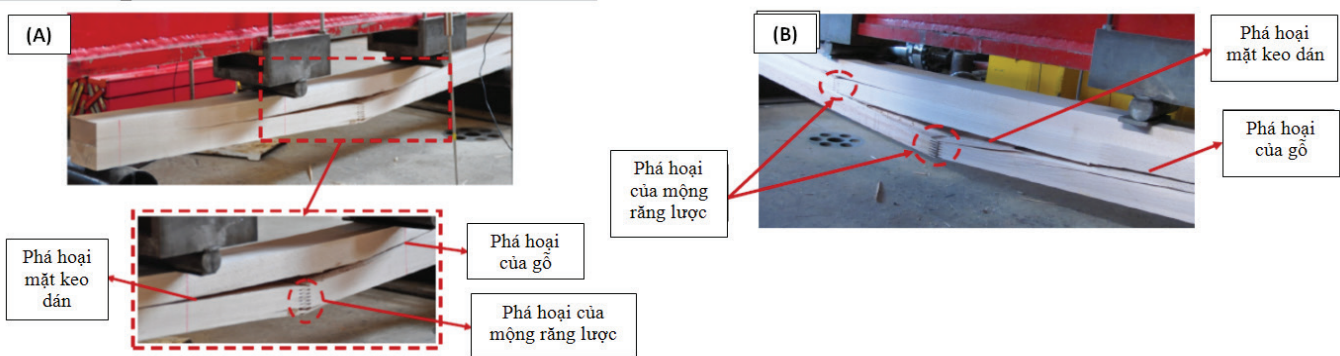 (A)
Phá hoại
mặt keo
dán
Phá hoại
của gỗ
Phá hoại của
mộng răng lược
(B)
Phá hoại
mặt keo dán
Phá hoại
của gỗ
Phá hoại
của mộng
răng lược